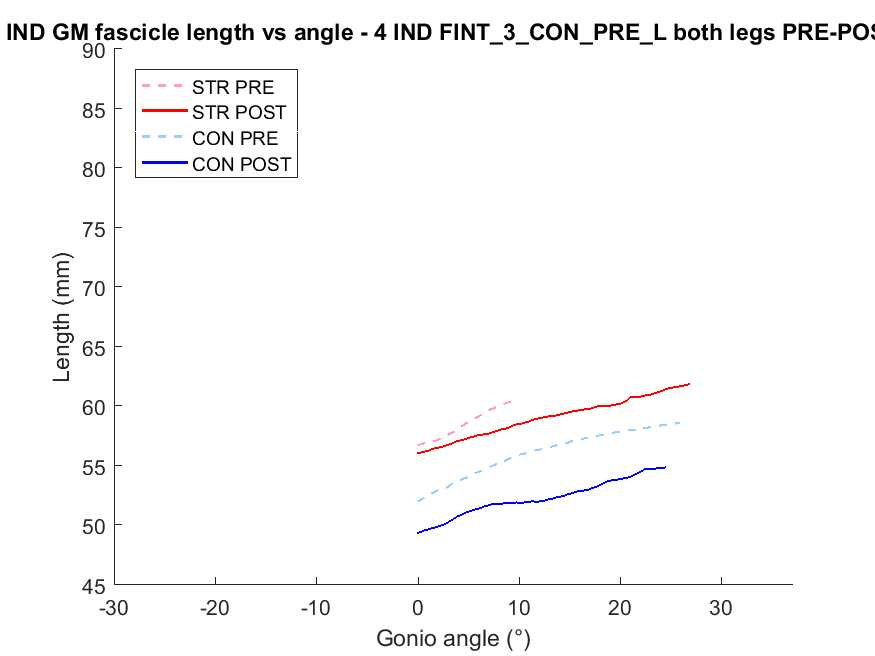 IND GM fascicle length vs angle - 4 IND FINT_3_CON_PRE_L both legs PRE-POS
90
85
80
75
70
65
60
55
50
45
Length (mm)
STR PRE
STR POST
CON PRE
CON POST
-30
-20
-10
0
10
20
30
Gonio angle (°)